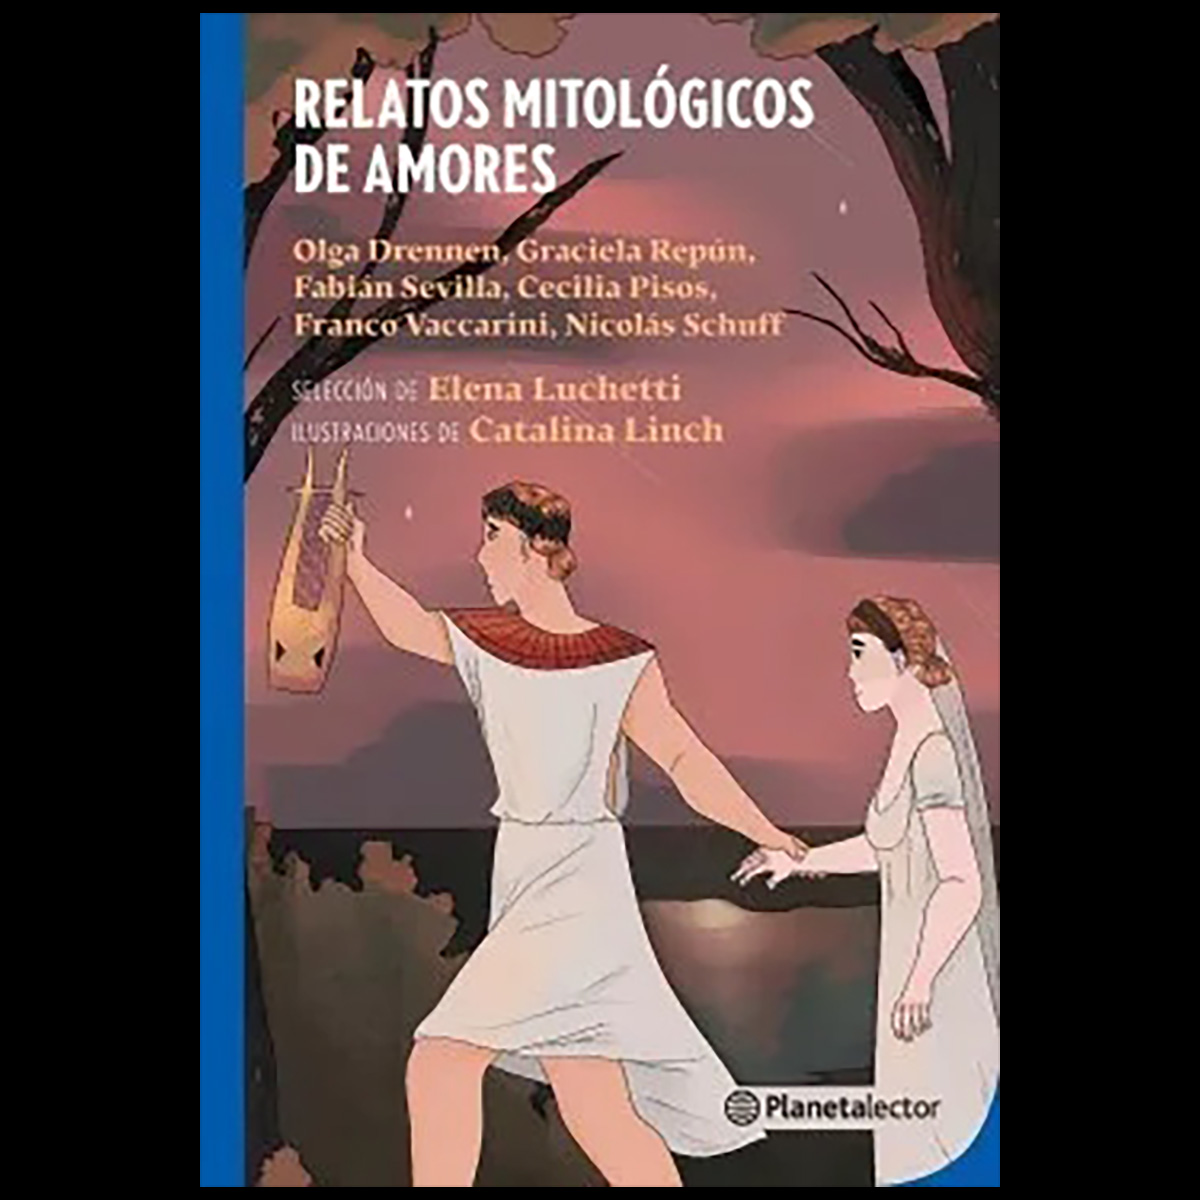 RELATOS MITOLÓGICOS
DE AMORES
Olga Drennen, Graciela Repún,
Fabián Sevilla, Cecilia Pisos,
Franco Vaccarini, Nicolás Schuff
SELECCIÓN DE Elena Luchetti
ILUSTRACIONES DE Catalina Linch
Planetalector